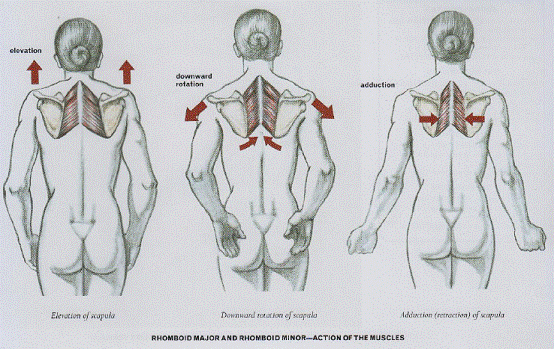 elevation
downward
rotation
adduction
Elevation of scapula
Downward rotation of scapula
Adduction (retraction) of scapula
RHOMBOID MAJOR AND RHOMBOID MINOR—ACTION OF THE MUSCLES